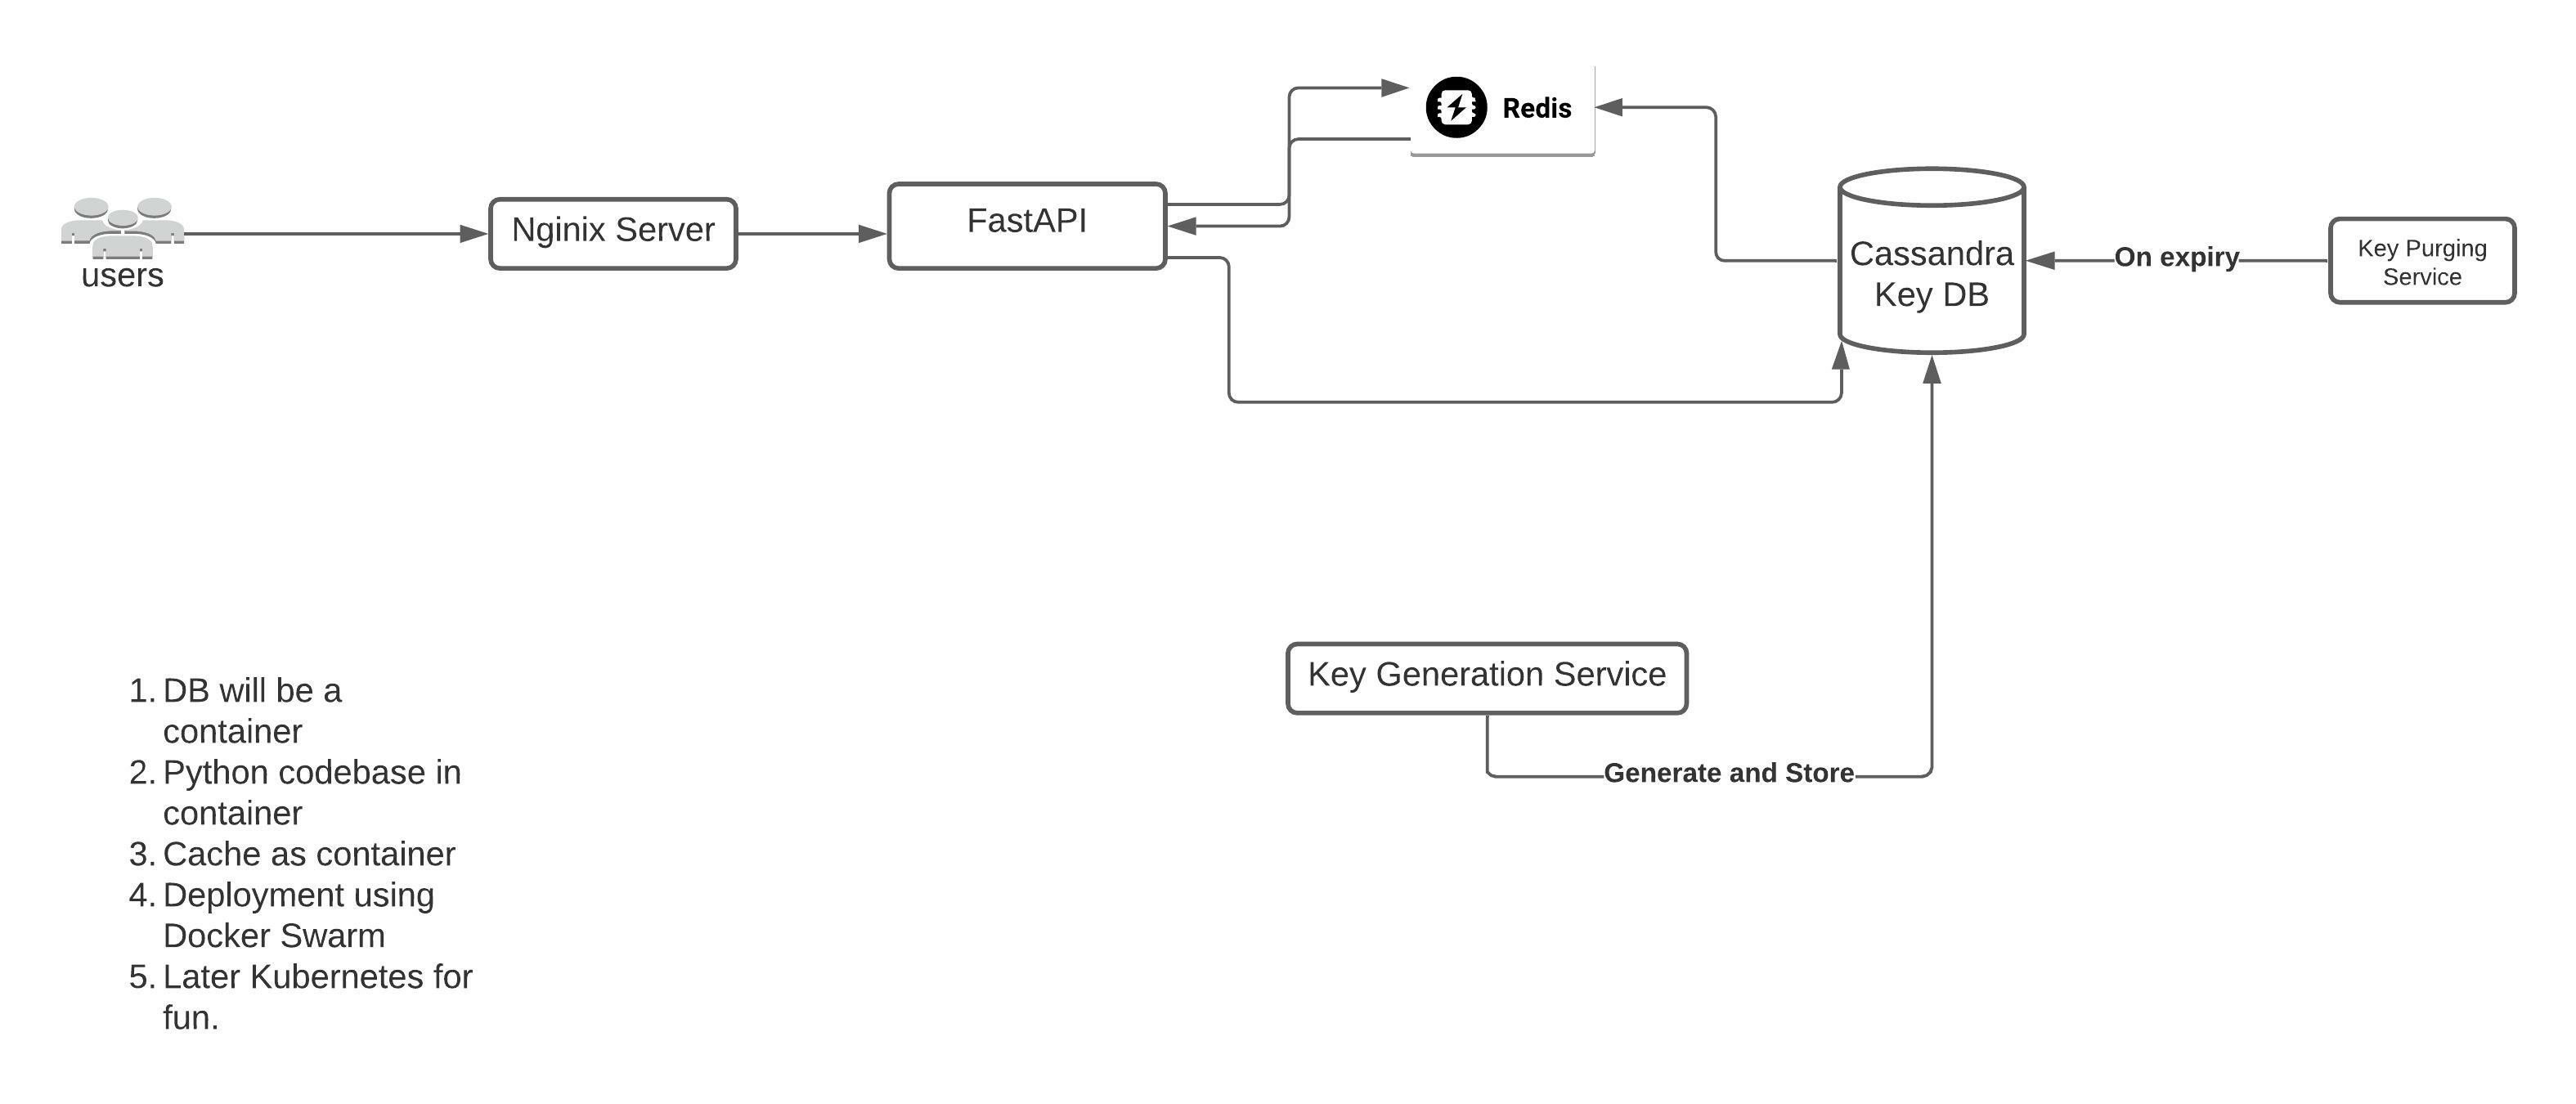 Redis
users
Nginix Server
FastAPI
Cassandra
Key DB
On expiry
Key Purging
Service
Key Generation Service
Generate and Store
1. DB will be a
container
2. Python codebase in
container
3. Cache as container
4. Deployment using
Docker Swarm
5. Later Kubernetes for
fun.